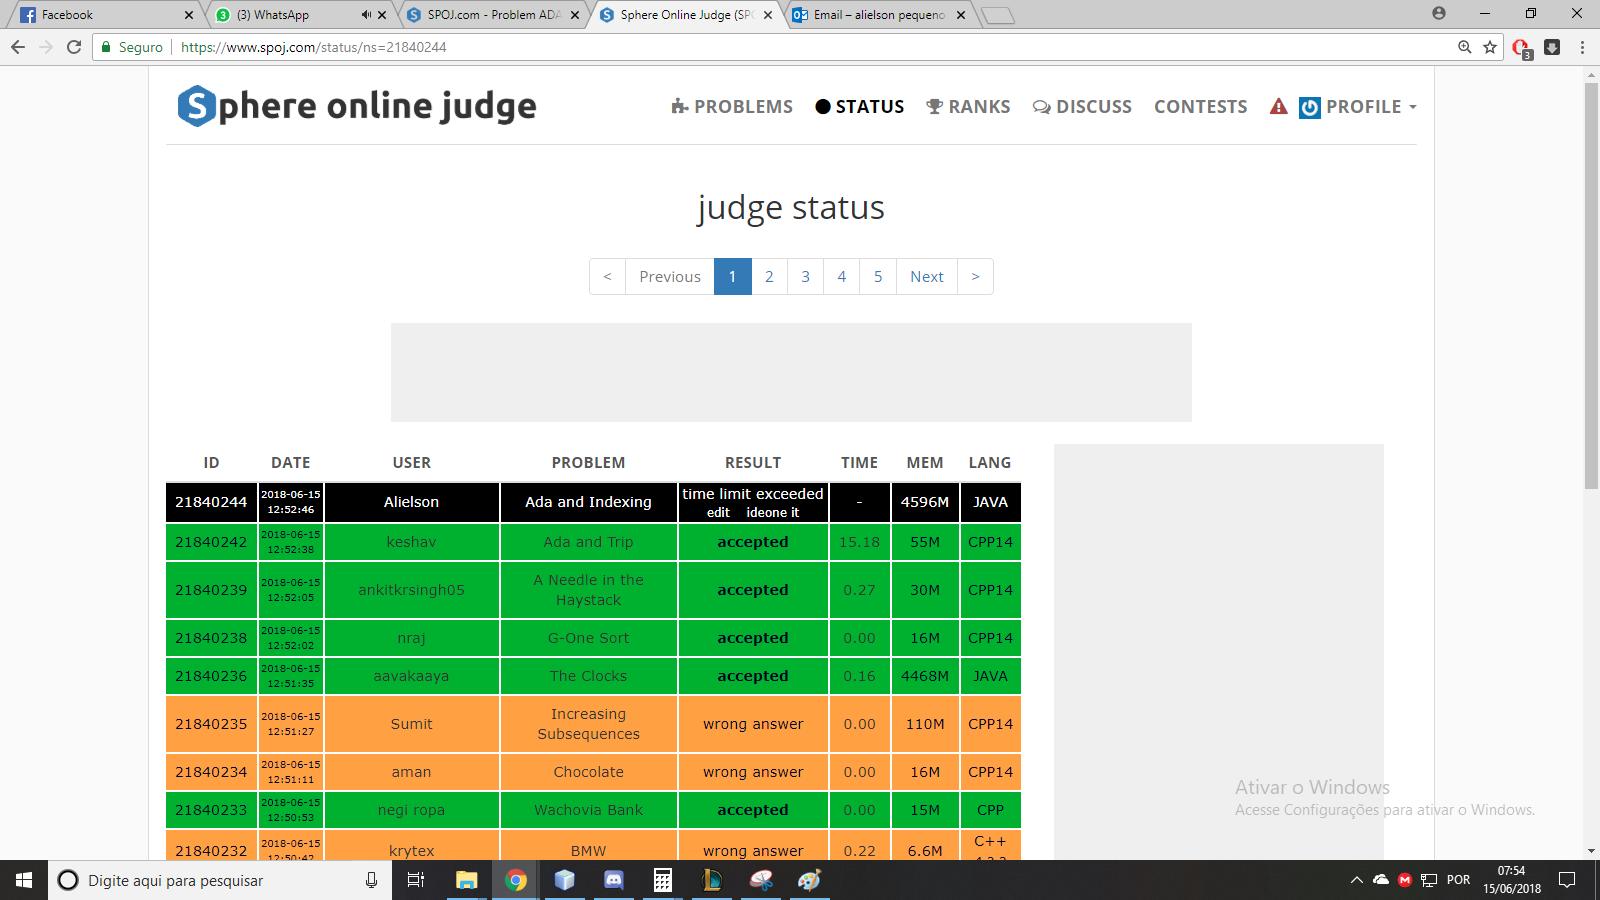 Facebook
(3) WhatsApp
SPOJ.com - Problem ADA
Sphere Online Judge (SPO
Email – alielson pequeno
Seguro
https://www.spoj.com/status/ns=21840244
3
Sphere online judge
PROBLEMS STATUS RANKS DISCUSS CONTESTS PROFILE
judge status
< Previous 1 2 3 4 5 Next >
ID DATE USER PROBLEM RESULT TIME MEM LANG
21840244 2018-06-15 12:52:46 Alielson Ada and Indexing time limit exceeded edit ideone it - 4596M JAVA
21840242 2018-06-15 12:52:38 keshav Ada and Trip accepted 15.18 55M CPP14
21840239 2018-06-15 12:52:05 ankitkrsingh05 A Needle in the Haystack accepted 0.27 30M CPP14
21840238 2018-06-15 12:52:02 nraj G-One Sort accepted 0.00 16M CPP14
21840236 2018-06-15 12:51:35 aavakaaya The Clocks accepted 0.16 4468M JAVA
21840235 2018-06-15 12:51:27 Sumit Increasing Subsequences wrong answer 0.00 110M CPP14
21840234 2018-06-15 12:51:11 aman Chocolate wrong answer 0.00 16M CPP14
21840233 2018-06-15 12:50:53 negi ropa Wachovia Bank accepted 0.00 15M CPP
21840232 2018-06-15 12:50:42 krytex BMW wrong answer 0.22 6.6M C++
Ativar o Windows
Acesse Configurações para ativar o Windows.
Digite aqui para pesquisar
POR
07:54
15/06/2018